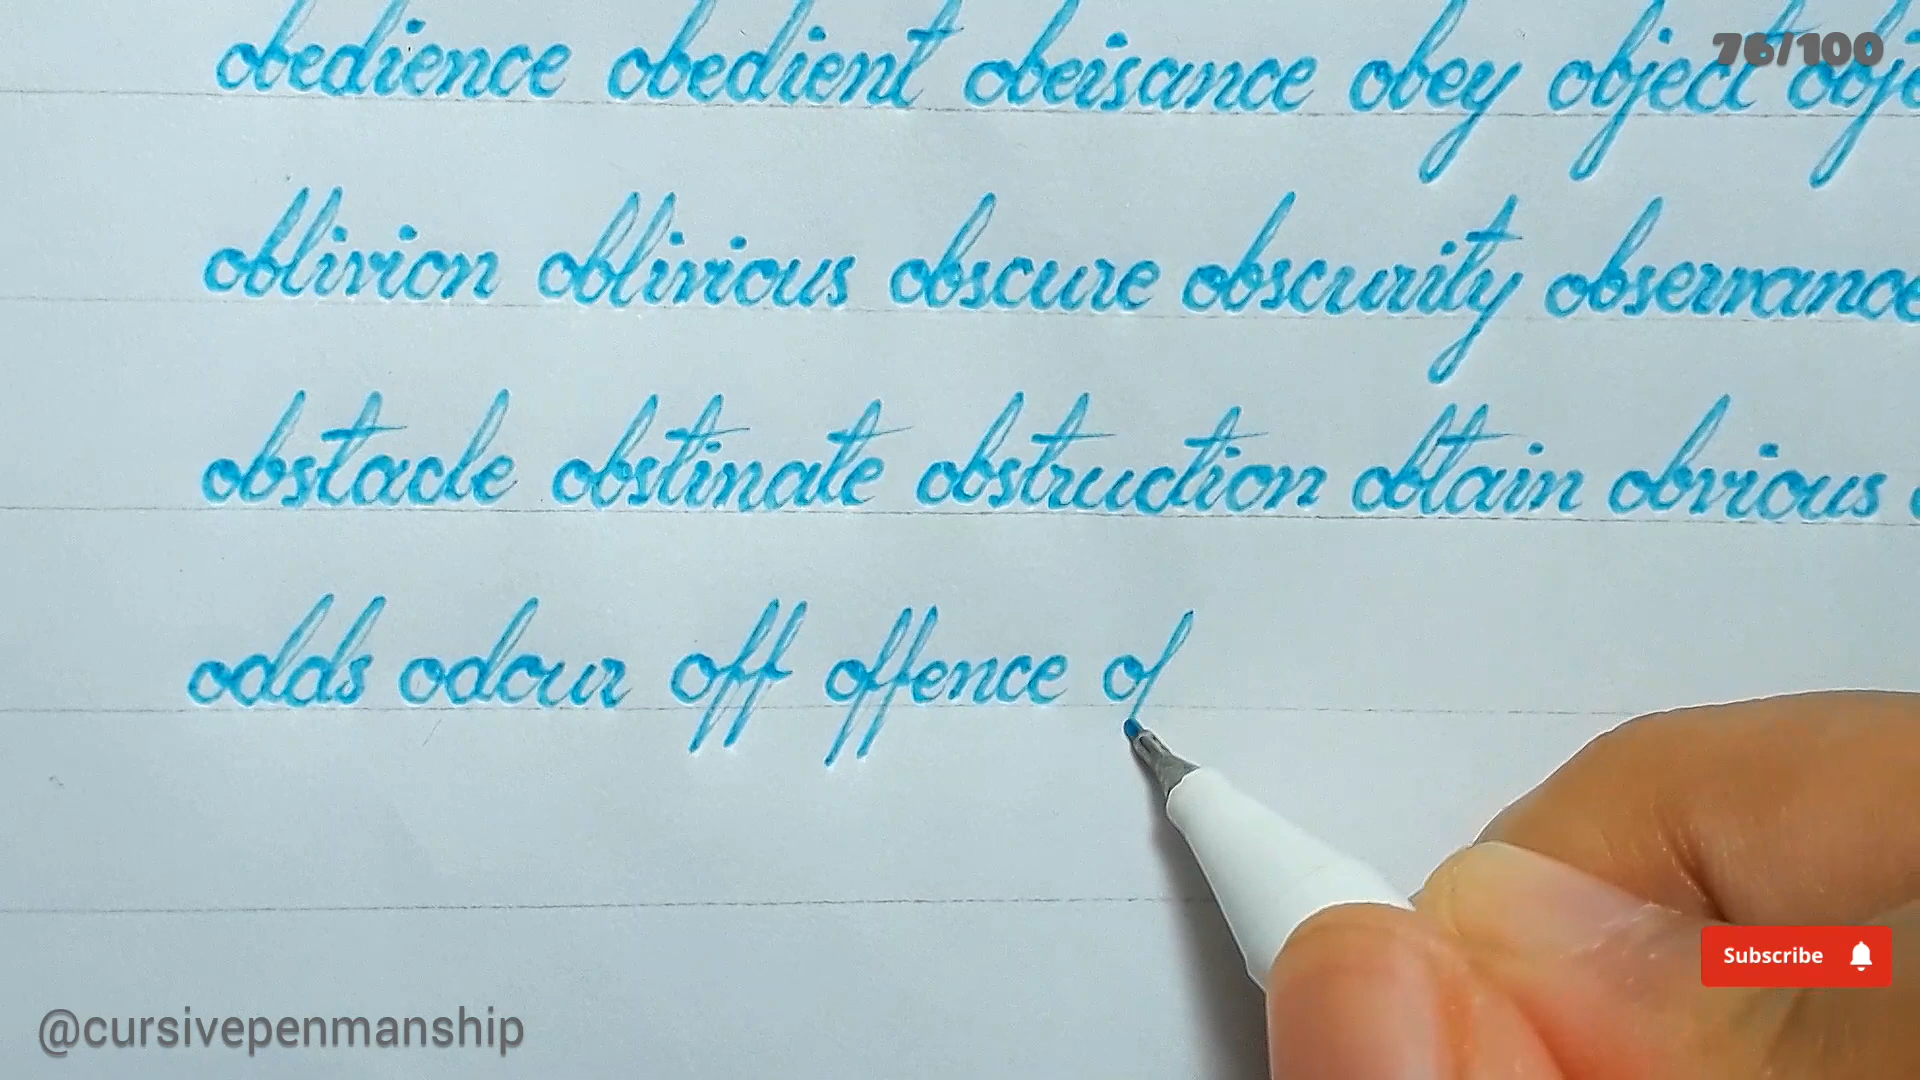 obedience obedient obeisance obey object
76/100
oblivion oblivious obscure obscurity observance
obstacle obstinate obstruction obtain obvious
odds odour off offence of
Subscribe
@cursivepenmanship